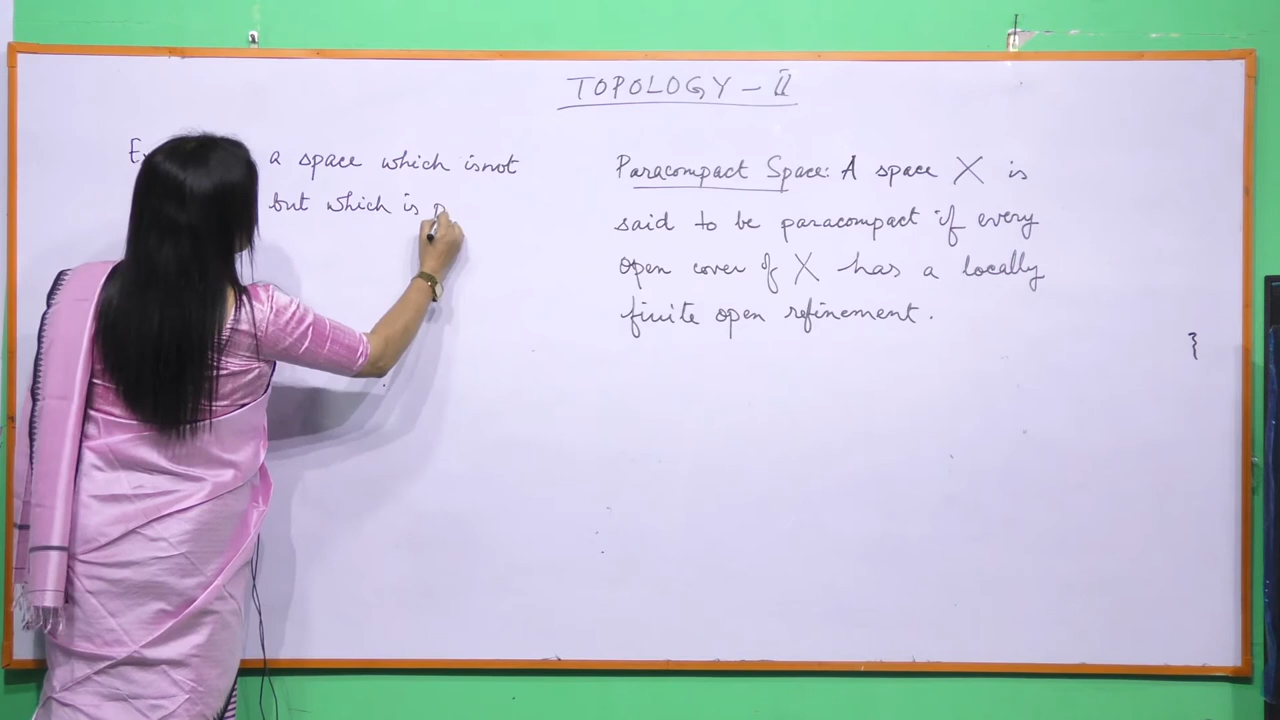 TOPOLOGY - II
a space which is not
but which is
Paracompact Space: A space X is
said to be paracompact if every
open cover of X has a locally
finite open refinement.
}